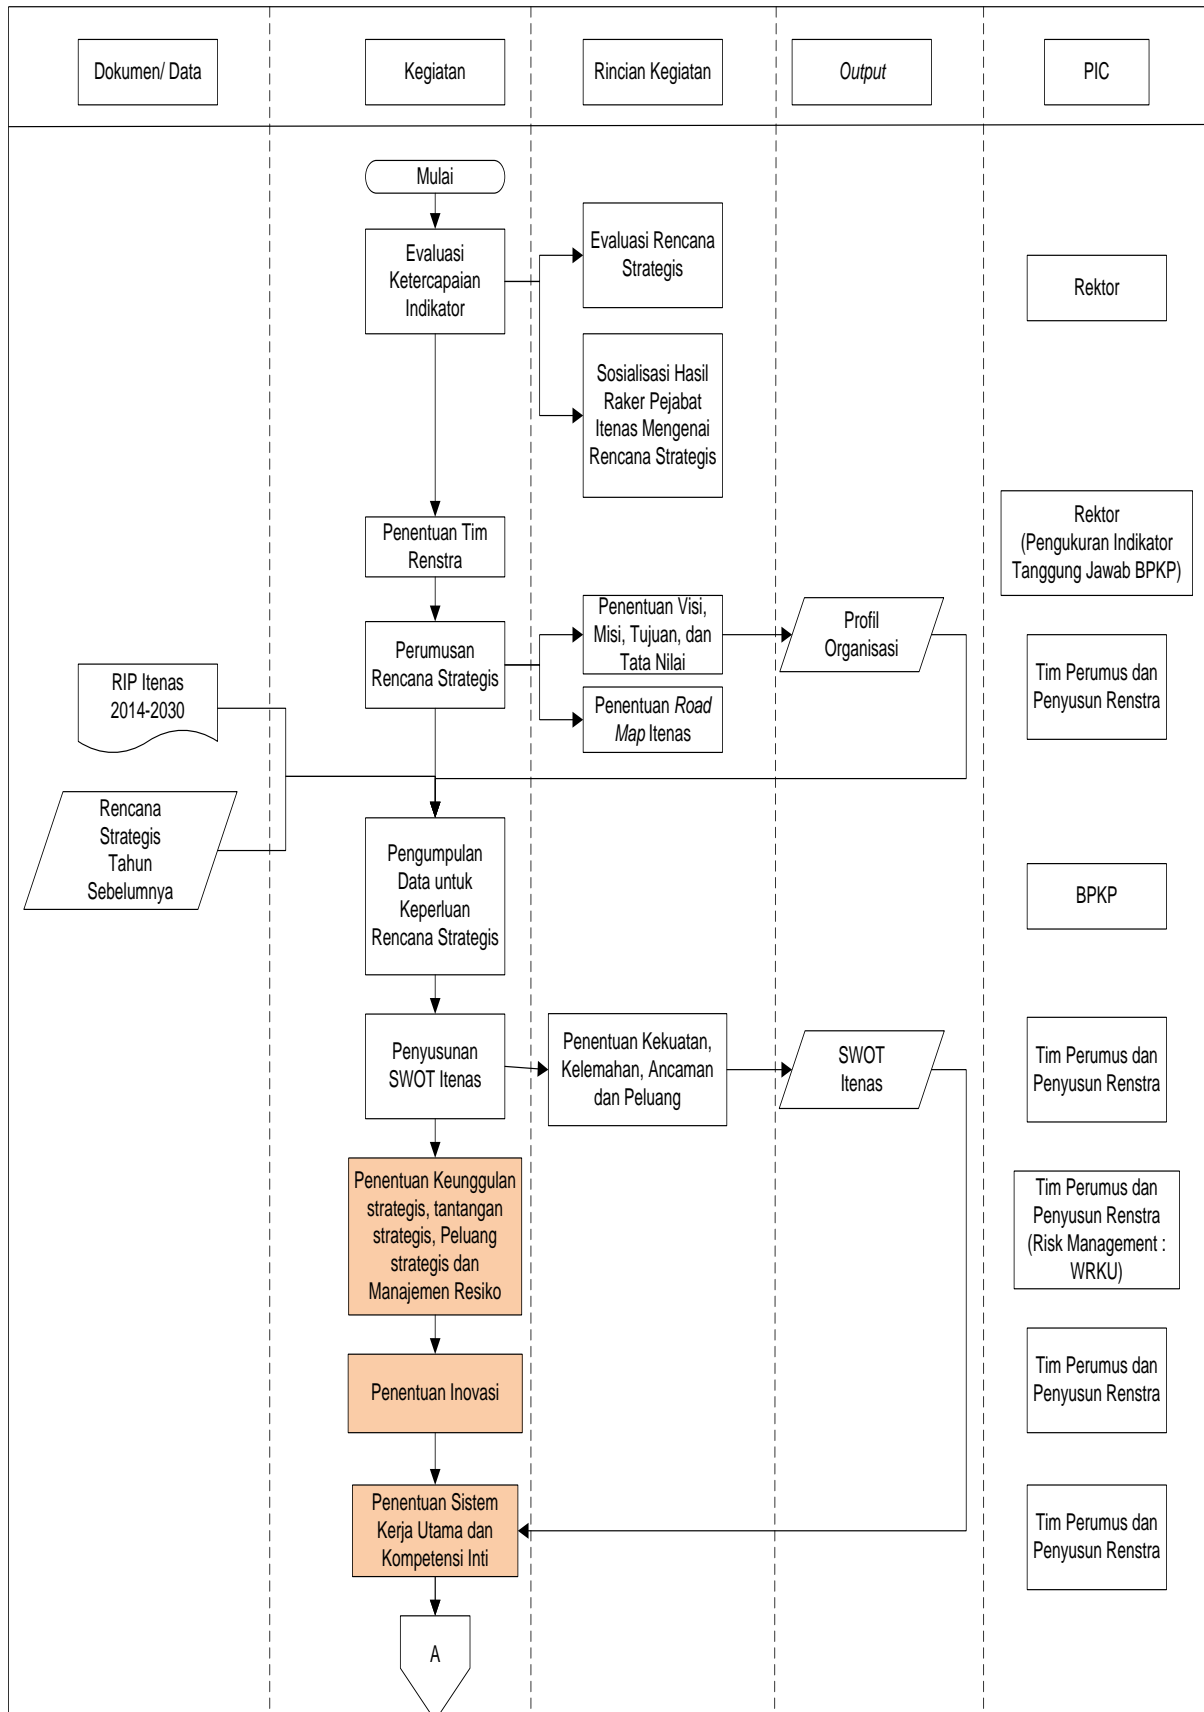 Dokumen/ Data
Kegiatan
Rincian Kegiatan
Output
PIC
Mulai
Evaluasi
Ketercapaian
Indikator
Evaluasi Rencana
Strategis
Rektor
Sosialisasi Hasil
Raker Pejabat
Itenas Mengenai
Rencana Strategis
Penentuan Tim
Renstra
Rektor
(Pengukuran Indikator
Tanggung Jawab BPKP)
Perumusan
Rencana Strategis
Penentuan Visi,
Misi, Tujuan, dan
Tata Nilai
Profil
Organisasi
Tim Perumus dan
Penyusun Renstra
Penentuan Road
Map Itenas
RIP Itenas
2014-2030
Rencana
Strategis
Tahun
Sebelumnya
Pengumpulan
Data untuk
Keperluan
Rencana Strategis
BPKP
Penyusunan
SWOT Itenas
Penentuan Kekuatan,
Kelemahan, Ancaman
dan Peluang
SWOT
Itenas
Tim Perumus dan
Penyusun Renstra
Penentuan Keunggulan
strategis, tantangan
strategis, Peluang
strategis dan
Manajemen Resiko
Tim Perumus dan
Penyusun Renstra
(Risk Management :
WRKU)
Penentuan Inovasi
Tim Perumus dan
Penyusun Renstra
Penentuan Sistem
Kerja Utama dan
Kompetensi Inti
Tim Perumus dan
Penyusun Renstra
A